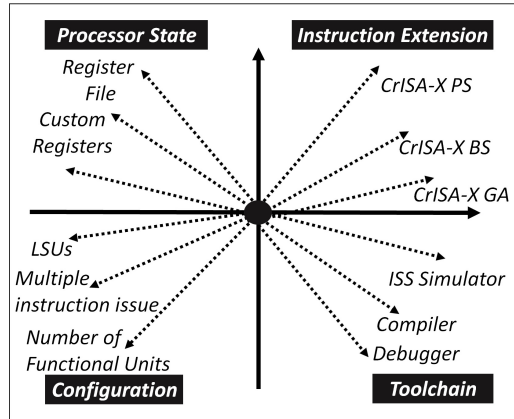 Processor State
Instruction Extension
Register
File
Custom
Registers
CrISA-X PS
CrISA-X BS
CrISA-X GA
LSUs
Multiple
instruction issue
Number of
Functional Units
ISS Simulator
Compiler
Debugger
Configuration
Toolchain